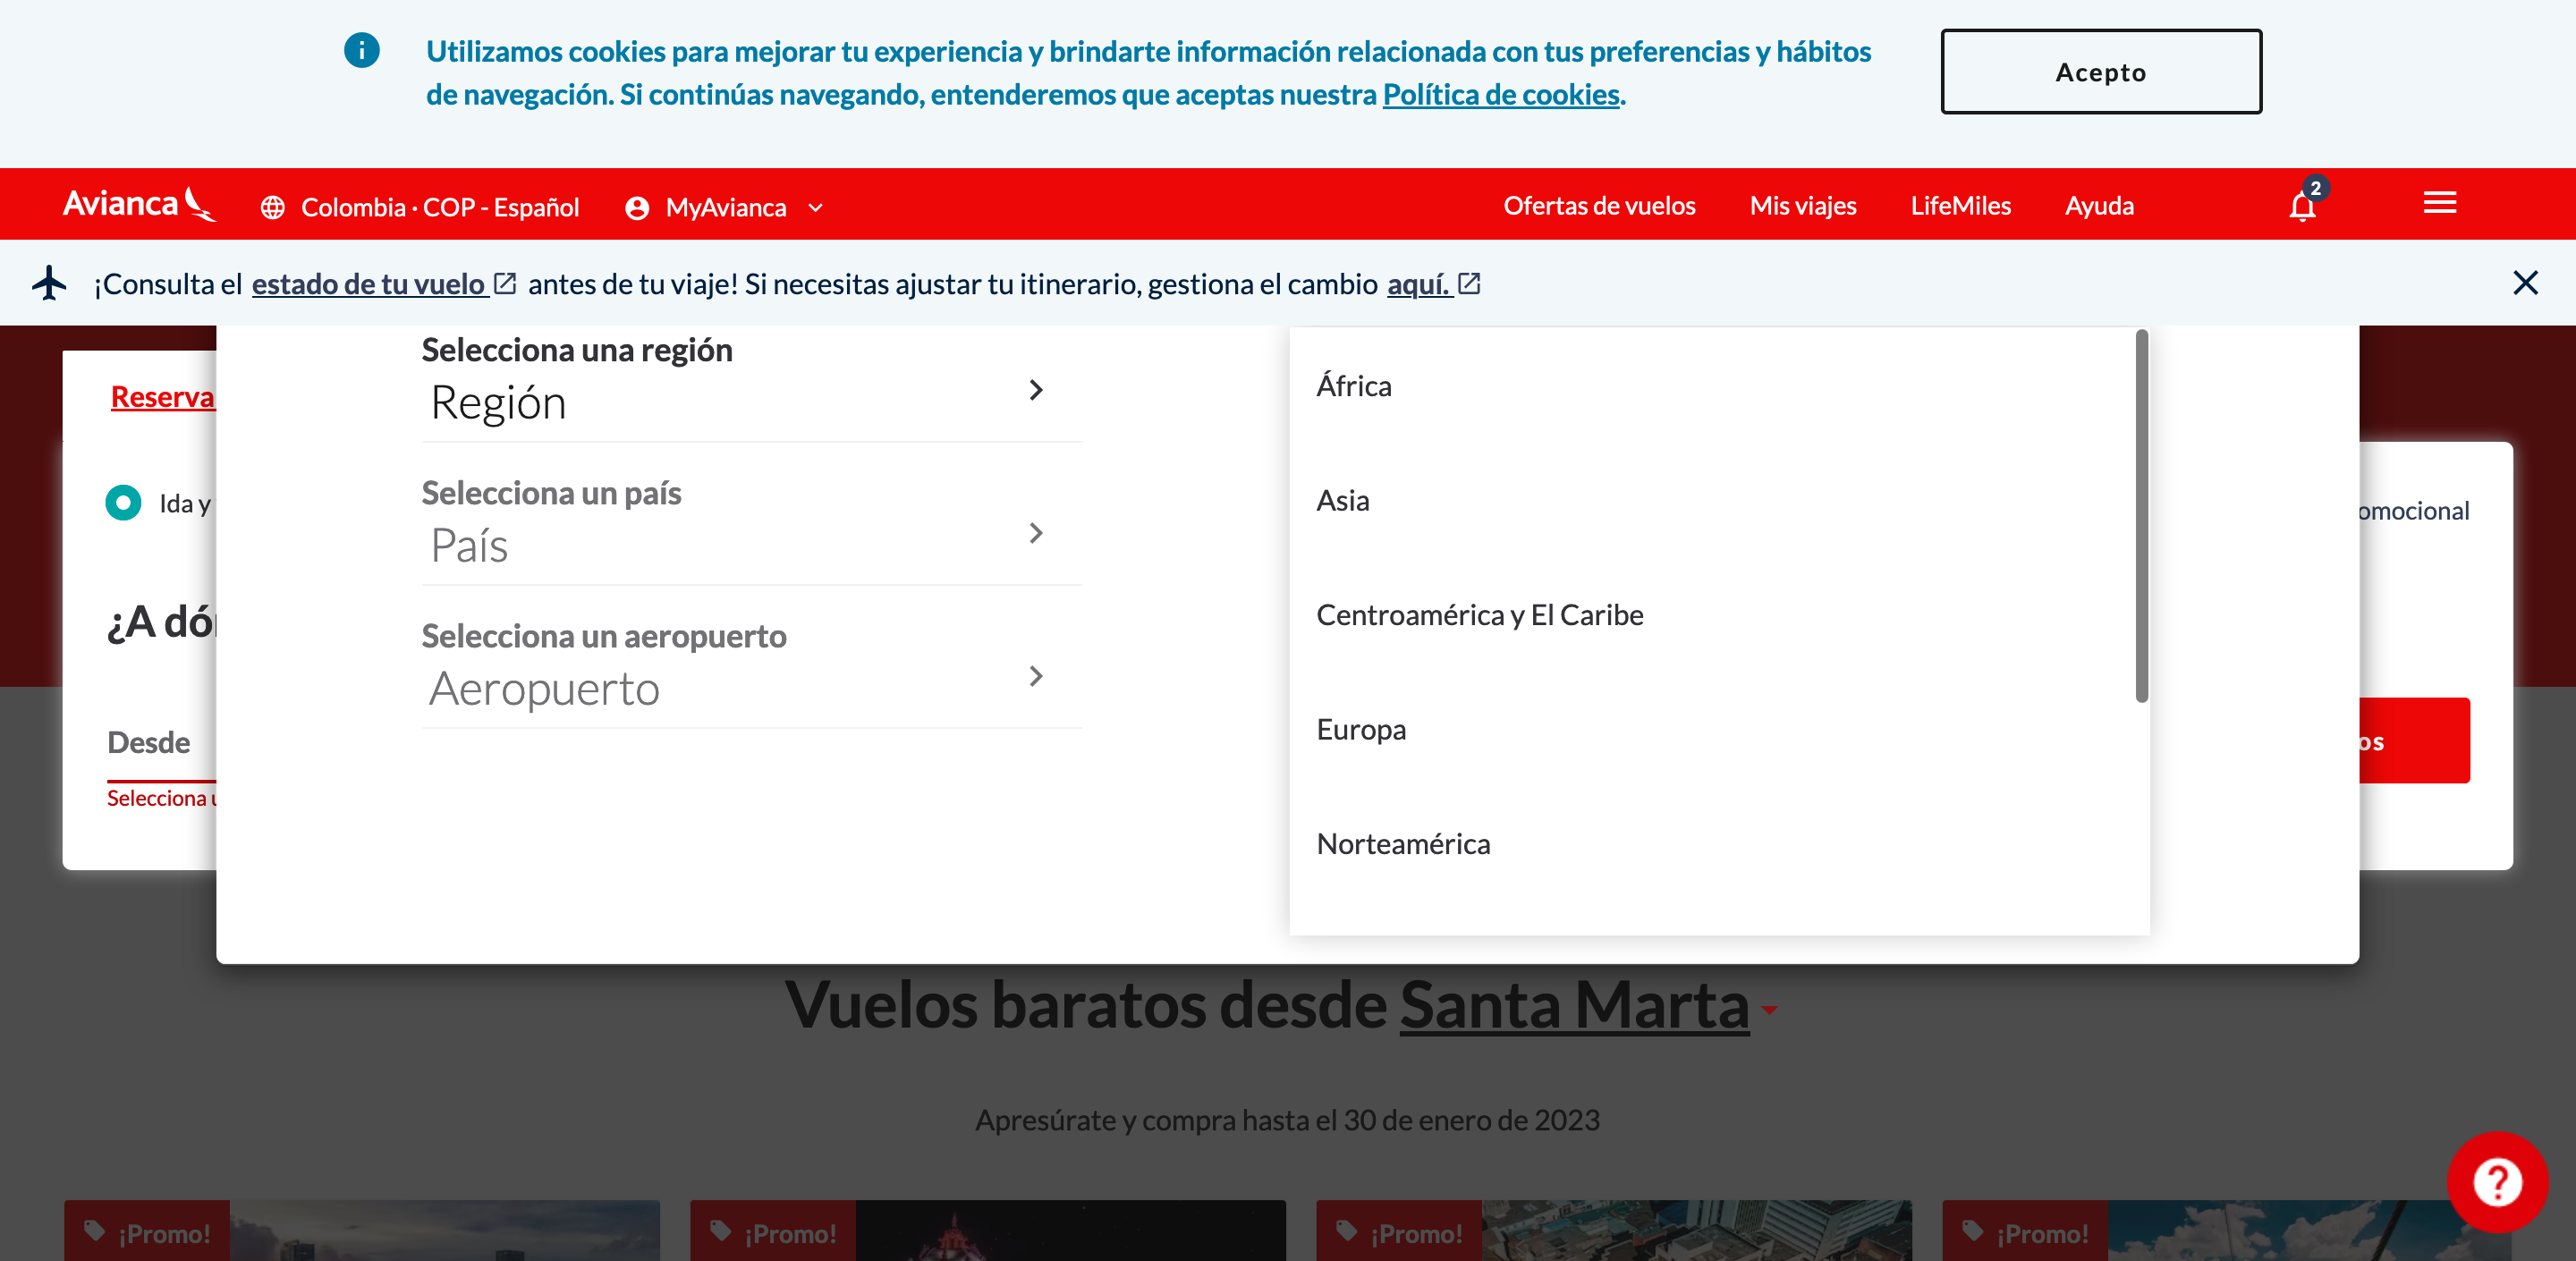 Utilizamos cookies para mejorar tu experiencia y brindarte información relacionada con tus preferencias y hábitos
de navegación. Si continúas navegando, entenderemos que aceptas nuestra Política de cookies.
Acepto
Avianca
Colombia · COP - Español
MyAvianca
Ofertas de vuelos
Mis viajes
LifeMiles
Ayuda
2
¡Consulta el estado de tu vuelo antes de tu viaje! Si necesitas ajustar tu itinerario, gestiona el cambio aquí.
Reserva
Ida y
¿A dó
Desde
Selecciona
Selecciona una región
Región
Selecciona un país
País
Selecciona un aeropuerto
Aeropuerto
África
Asia
Centroamérica y El Caribe
Europa
Norteamérica
omocional
os
Vuelos baratos desde Santa Marta
Apresúrate y compra hasta el 30 de enero de 2023
¡Promo!
¡Promo!
¡Promo!
¡Promo!
?